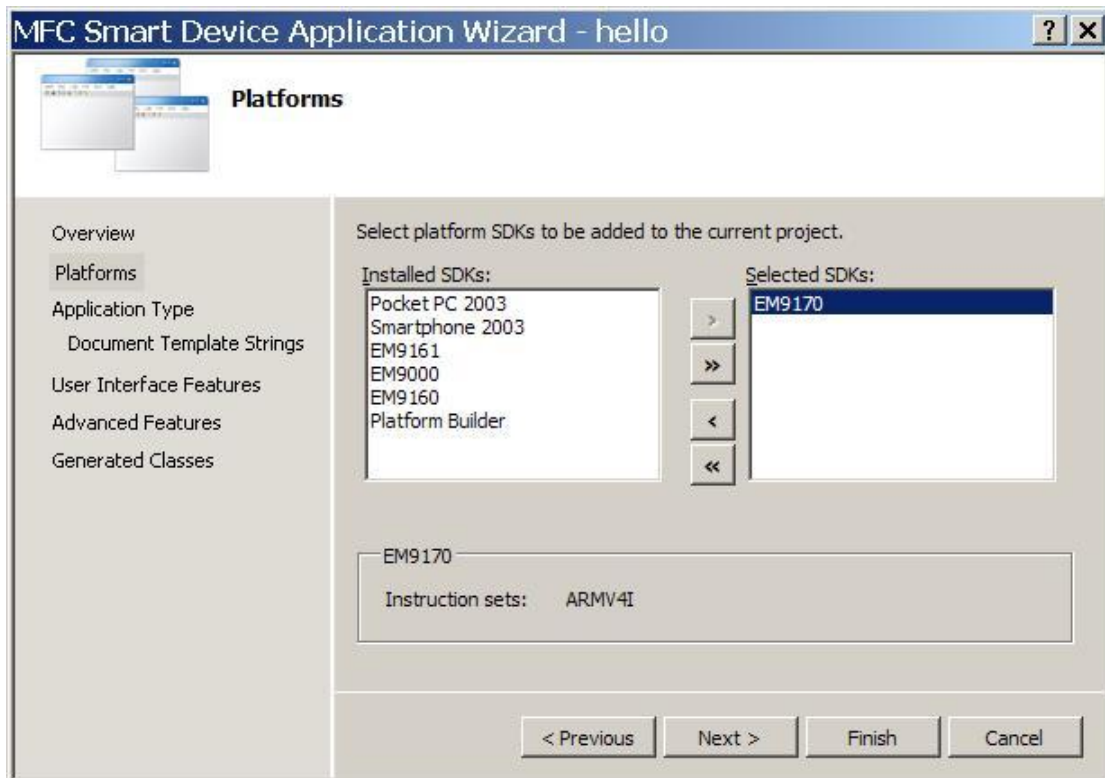 MFC Smart Device Application Wizard - hello
Platforms
Overview
Platforms
Application Type
Document Template Strings
User Interface Features
Advanced Features
Generated Classes
Select platform SDKs to be added to the current project.
Installed SDKs:
Pocket PC 2003
Smartphone 2003
EM9161
EM9000
EM9160
Platform Builder
>
>>
<
<<
Selected SDKs:
EM9170
EM9170
Instruction sets: ARMV4I
< Previous Next > Finish Cancel